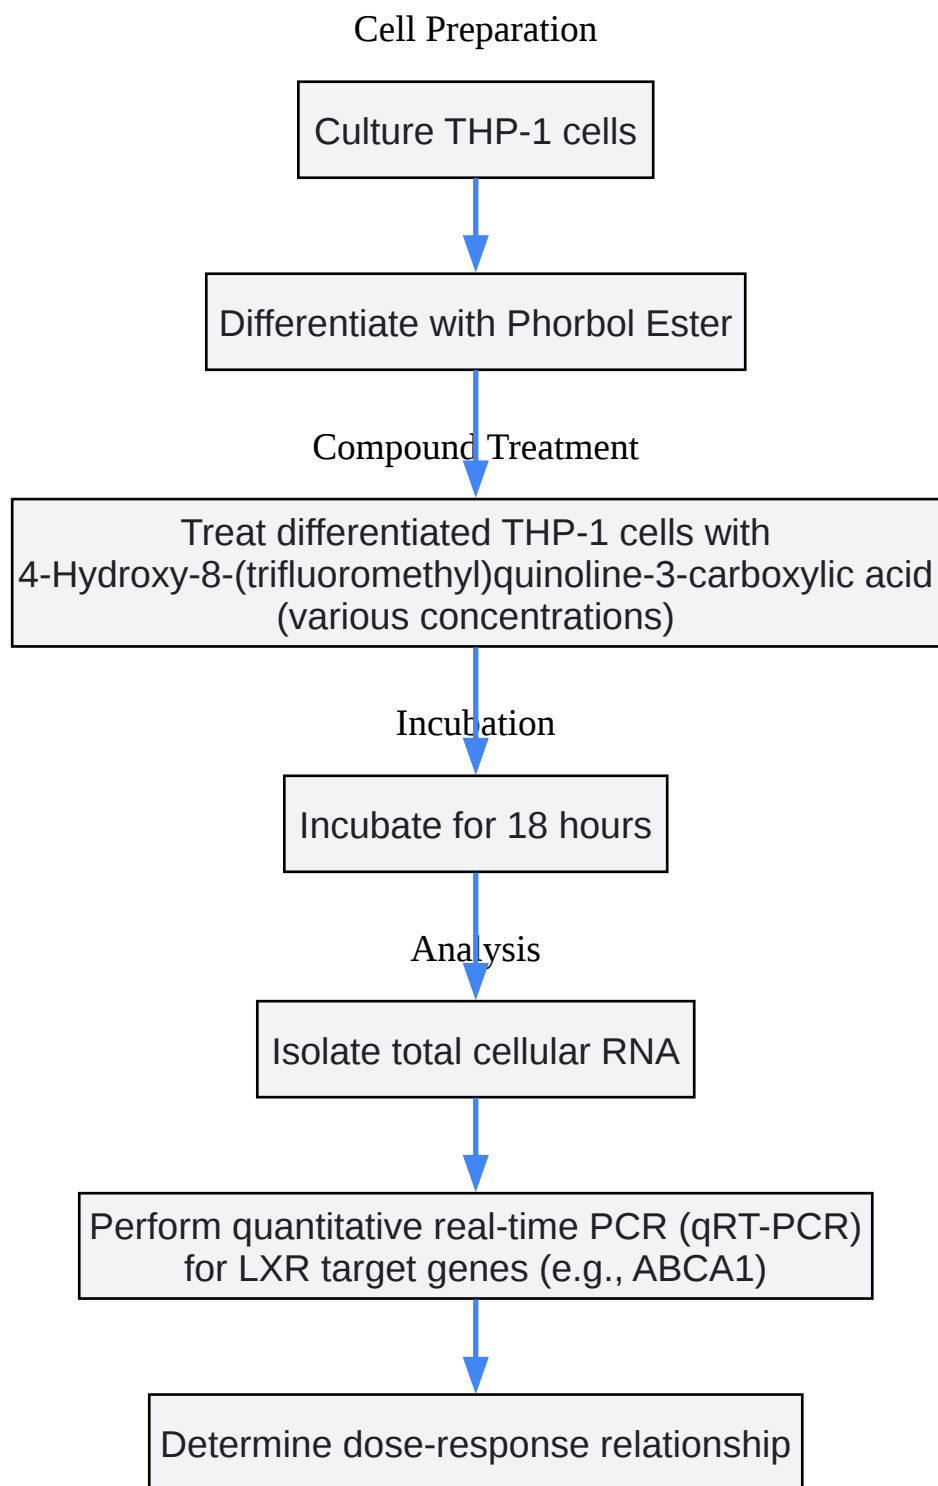 Cell Preparation
Culture THP-1 cells
Differentiate with Phorbol Ester
Compound Treatment
Treat differentiated THP-1 cells with
4-Hydroxy-8-(trifluoromethyl)quinoline-3-carboxylic acid
(various concentrations)
Incubation
Incubate for 18 hours
Analysis
Isolate total cellular RNA
Perform quantitative real-time PCR (qRT-PCR)
for LXR target genes (e.g., ABCA1)
Determine dose-response relationship